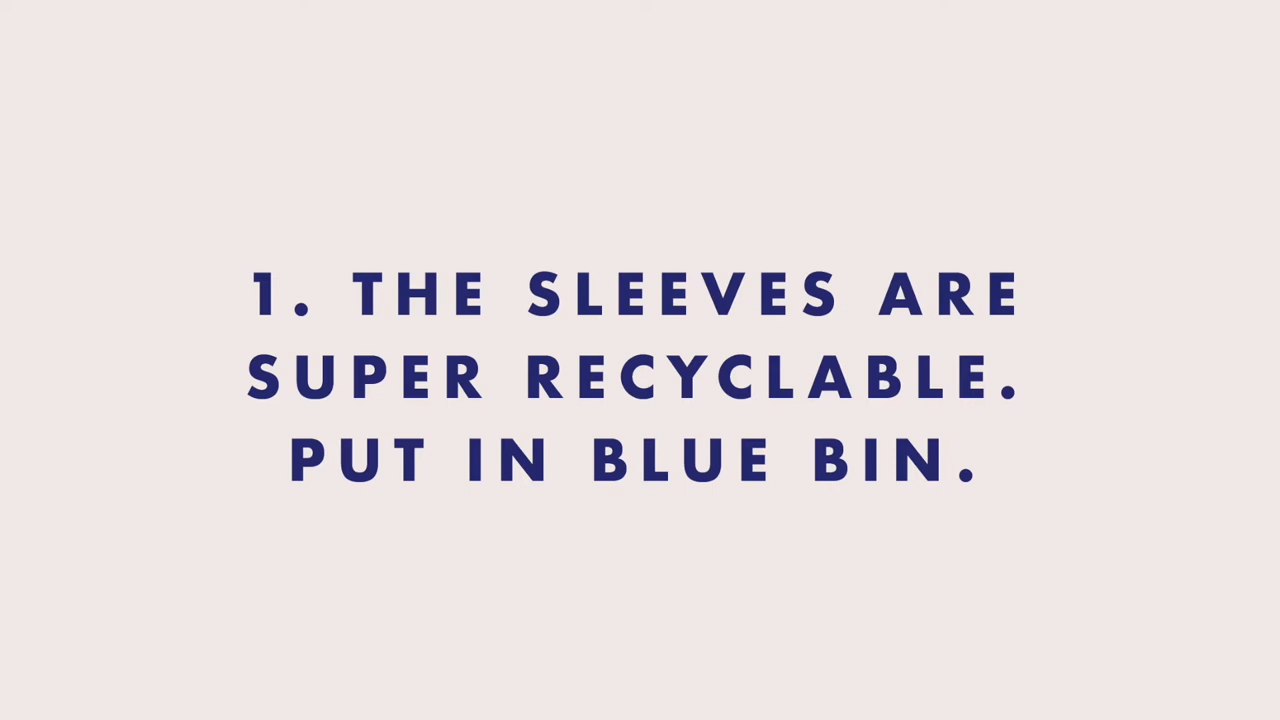 1. THE SLEEVES ARE
SUPER RECYCLABLE.
PUT IN BLUE BIN.